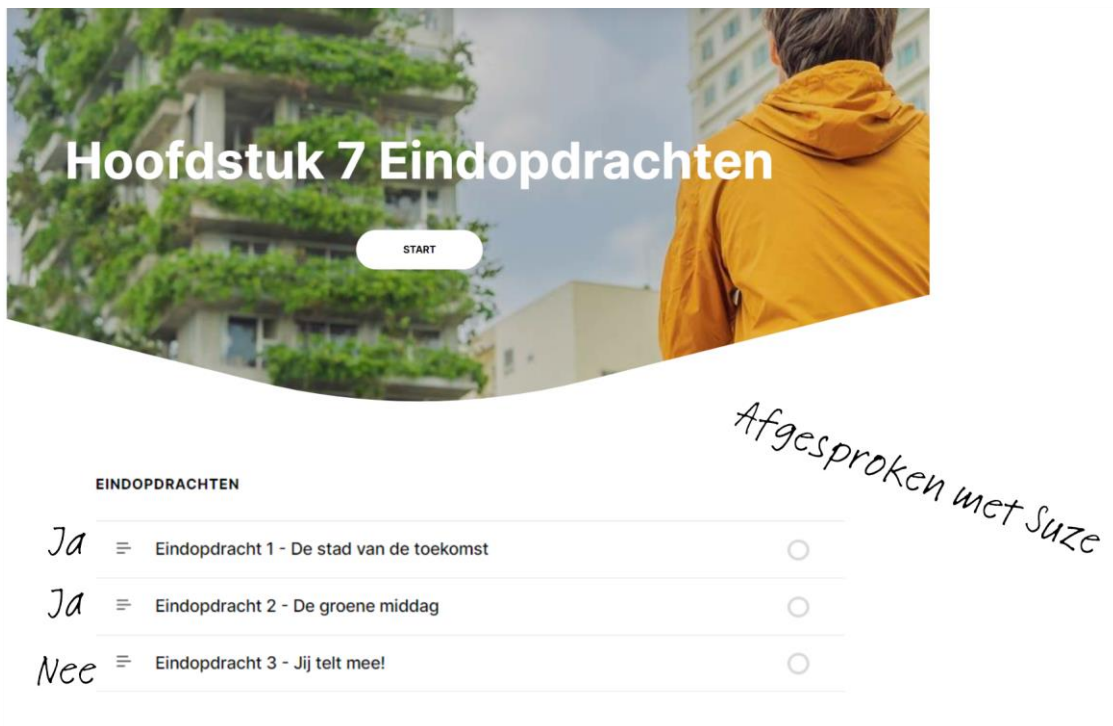 Hoofdstuk 7 Eindopdrachten
START
Afgesproken met Suze
EINDOPDRACHTEN
Ja Eindopdracht 1 - De stad van de toekomst
Ja Eindopdracht 2 - De groene middag
Nee Eindopdracht 3 - Jij telt mee!